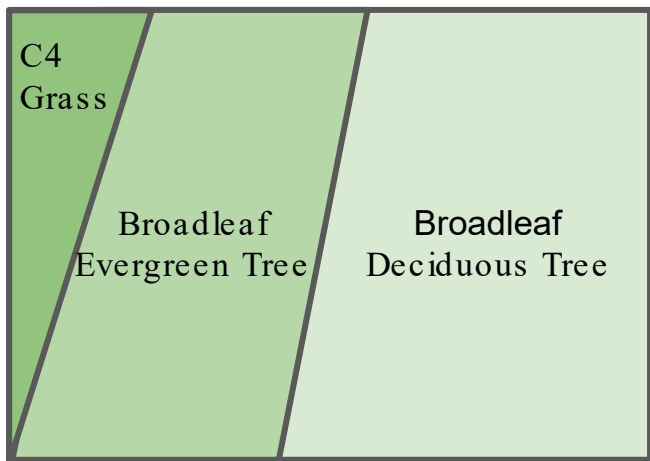 C4
Grass
Broadleaf
Evergreen Tree
Broadleaf
Deciduous Tree